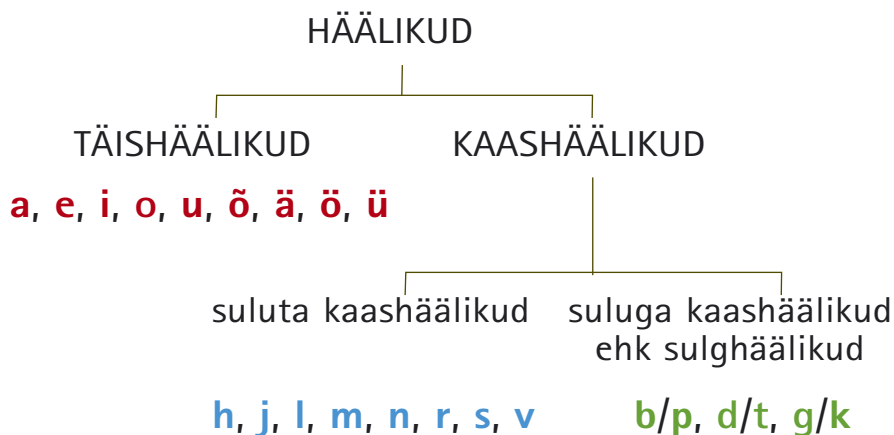 HÄÄLIKUD
TÄISHÄÄLIKUD KAASHÄÄLIKUD
a, e, i, o, u, õ, ä, ö, ü
suluta kaashäälikud suluga kaashäälikud
ehk sulghäälikud
h, j, l, m, n, r, s, v b/p, d/t, g/k